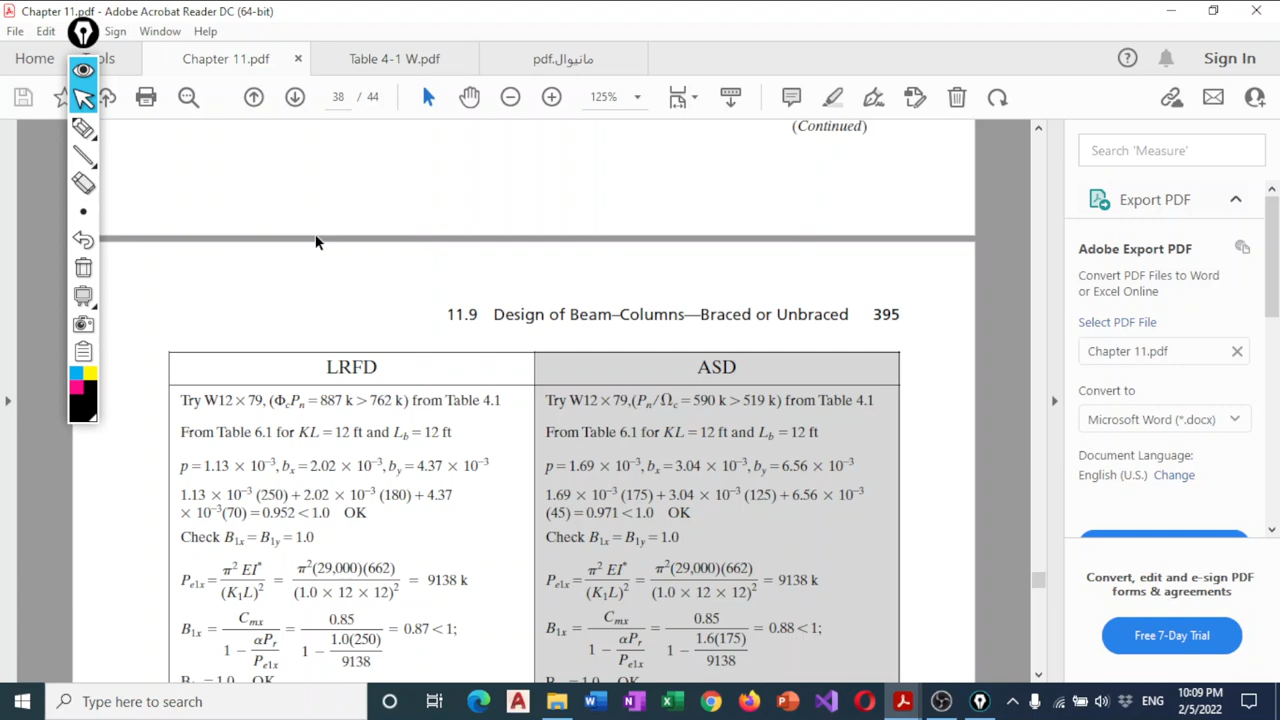 Chapter 11.pdf - Adobe Acrobat Reader DC (64-bit)
File Edit Sign Window Help
Home Tools Chapter 11.pdf × Table 4-1 W.pdf مانيوال.pdf Sign In
38 / 44 125%
(Continued)
11.9 Design of Beam–Columns—Braced or Unbraced 395
LRFD
Try W12×79, (Φ_cP_n = 887 k > 762 k) from Table 4.1
From Table 6.1 for KL = 12 ft and L_b = 12 ft
p = 1.13 × 10⁻³, b_x = 2.02 × 10⁻³, b_y = 4.37 × 10⁻³
1.13 × 10⁻³ (250) + 2.02 × 10⁻³ (180) + 4.37
× 10⁻³(70) = 0.952 < 1.0 OK
Check B_1x = B_1y = 1.0
P_e1x = π² EI* / (K₁L)² = π²(29,000)(662) / (1.0 × 12 × 12)² = 9138 k
B_1x = C_mx / (1 − αP_r / P_e1x) = 0.85 / (1 − 1.0(250) / 9138) = 0.87 < 1;
ASD
Try W12×79,(P_n/Ω_c = 590 k > 519 k) from Table 4.1
From Table 6.1 for KL = 12 ft and L_b = 12 ft
p = 1.69 × 10⁻³, b_x = 3.04 × 10⁻³, b_y = 6.56 × 10⁻³
1.69 × 10⁻³ (175) + 3.04 × 10⁻³ (125) + 6.56 × 10⁻³
(45) = 0.971 < 1.0 OK
Check B_1x = B_1y = 1.0
P_e1x = π² EI* / (K₁L)² = π²(29,000)(662) / (1.0 × 12 × 12)² = 9138 k
B_1x = C_mx / (1 − αP_r / P_e1x) = 0.85 / (1 − 1.6(175) / 9138) = 0.88 < 1;
Search 'Measure'
Export PDF
Adobe Export PDF
Convert PDF Files to Word
or Excel Online
Select PDF File
Chapter 11.pdf
Convert to
Microsoft Word (*.docx)
Document Language:
English (U.S.) Change
Convert, edit and e-sign PDF
forms & agreements
Free 7-Day Trial
Type here to search
ENG
10:09 PM
2/5/2022